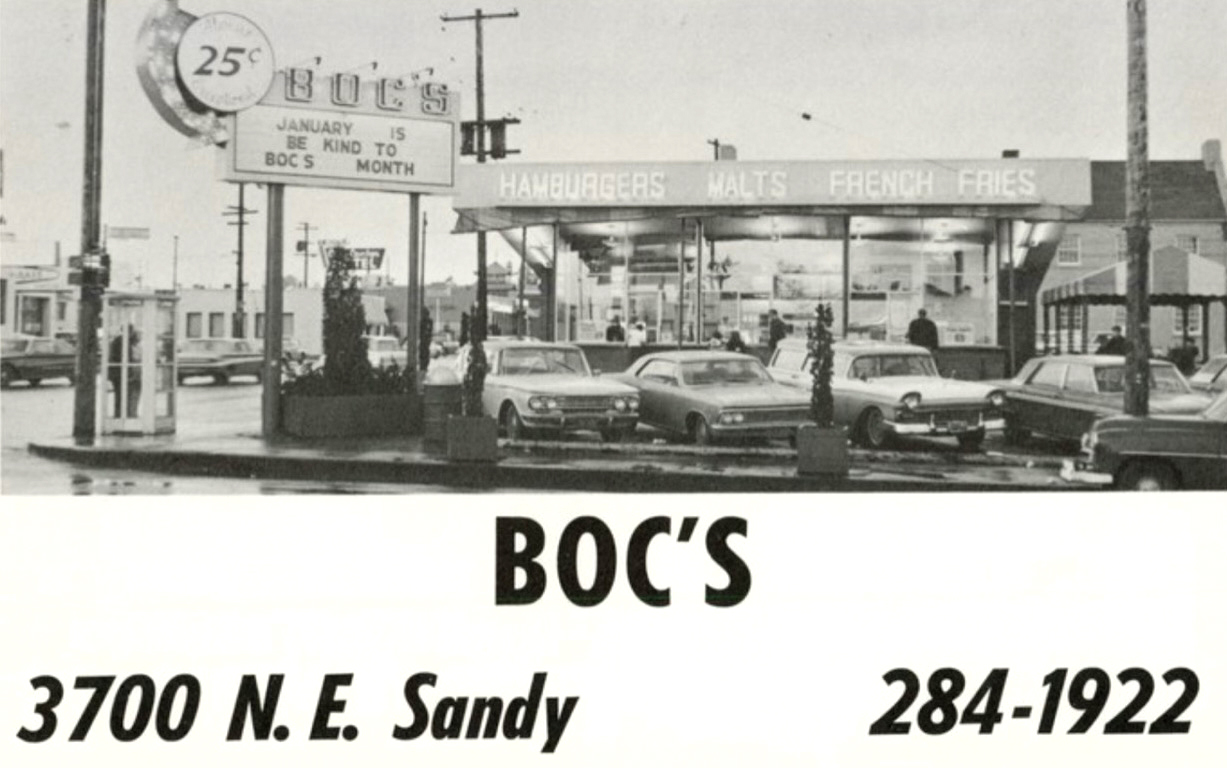 25¢
BOC'S
JANUARY IS
BE KIND TO
BOC'S MONTH
HAMBURGERS MALTS FRENCH FRIES
BOC'S
3700 N. E. Sandy
284-1922